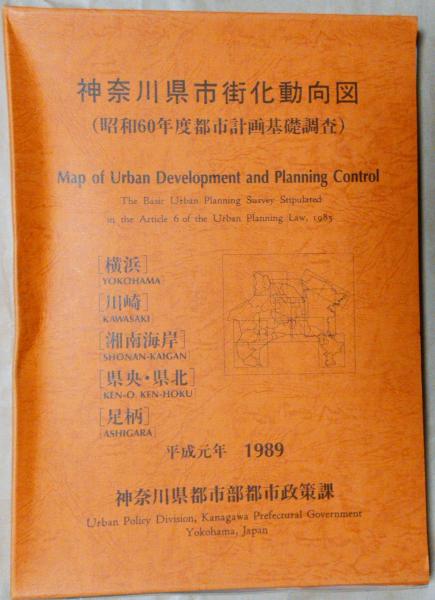 神奈川県市街化動向図
(昭和60年度都市計画基礎調査)
Map of Urban Development and Planning Control
The Basic Urban Planning Survey Stipulated
in the Article 6 of the Urban Planning Law, 1985
[横浜]
YOKOHAMA
[川崎]
KAWASAKI
[湘南海岸]
SHONAN-KAIGAN
[県央・県北]
KEN-O. KEN-HOKU
[足柄]
ASHIGARA
平成元年 1989
神奈川県都市部都市政策課
Urban Policy Division, Kanagawa Prefectural Government
Yokohama, Japan